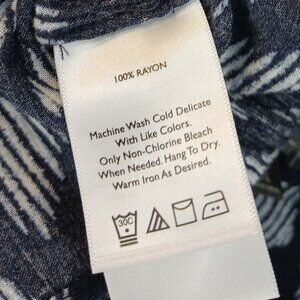 100% RAYON
Machine Wash Cold Delicate
With Like Colors.
Only Non-Chlorine Bleach
When Needed. Hang To Dry.
Warm Iron As Desired.
30C